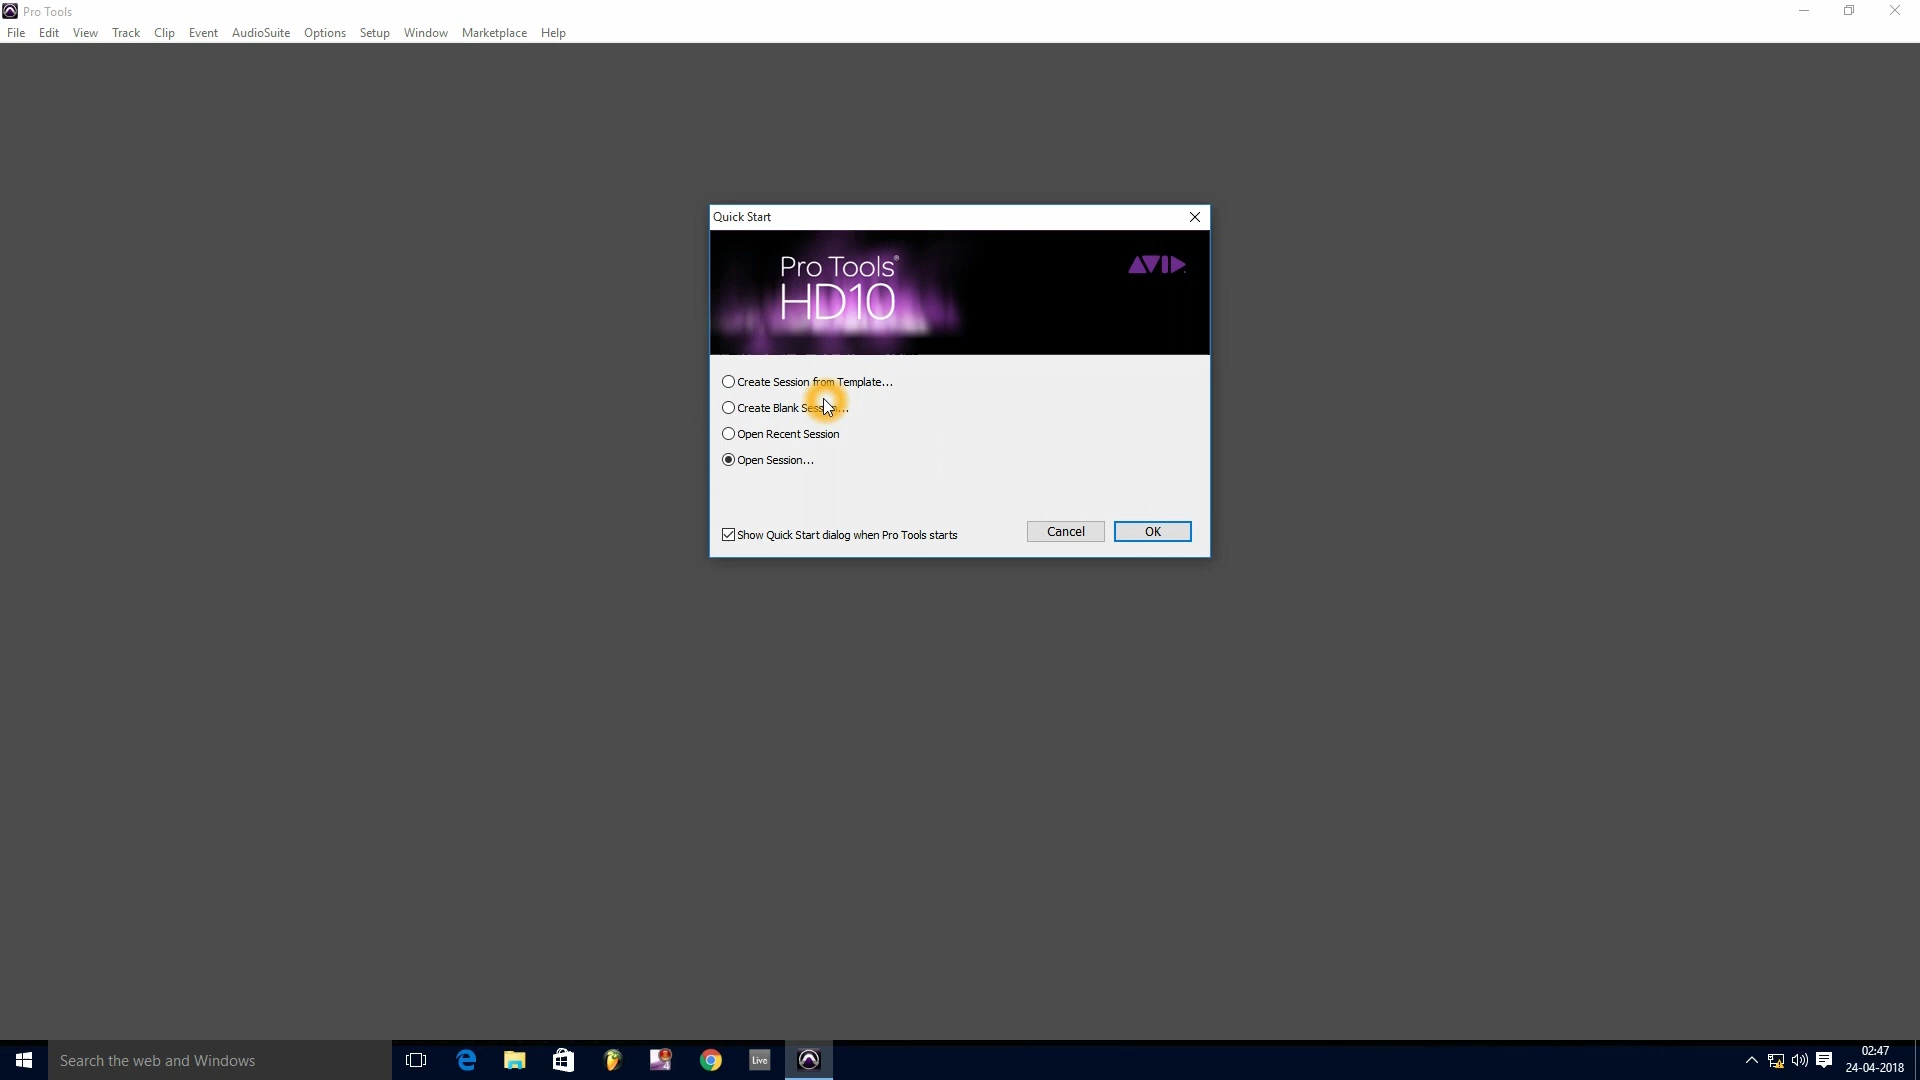 Pro Tools
File Edit View Track Clip Event AudioSuite Options Setup Window Marketplace Help
Quick Start
Pro Tools®
HD10
AVID
Create Session from Template...
Create Blank Session...
Open Recent Session
Open Session...
Show Quick Start dialog when Pro Tools starts
Cancel OK
Search the web and Windows
4
Live
02:47
24-04-2018